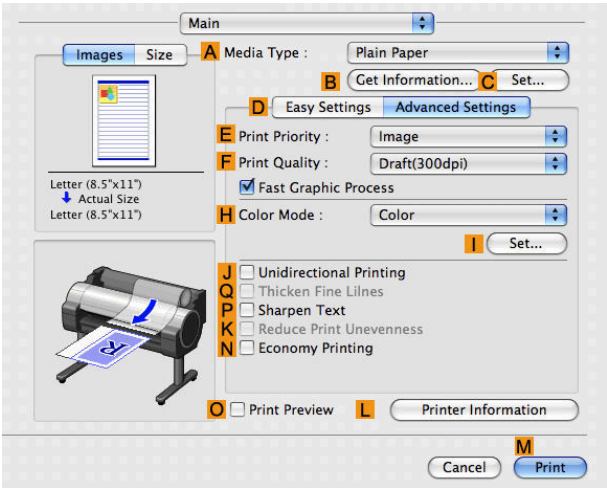 Main
Images Size
A Media Type : Plain Paper
B Get Information... C Set...
D Easy Settings Advanced Settings
E Print Priority : Image
F Print Quality : Draft(300dpi)
Fast Graphic Process
H Color Mode : Color
I Set...
J Unidirectional Printing
Q Thicken Fine Lilnes
P Sharpen Text
K Reduce Print Unevenness
N Economy Printing
O Print Preview L Printer Information
Letter (8.5"x11")
Actual Size
Letter (8.5"x11")
R
M
Cancel Print